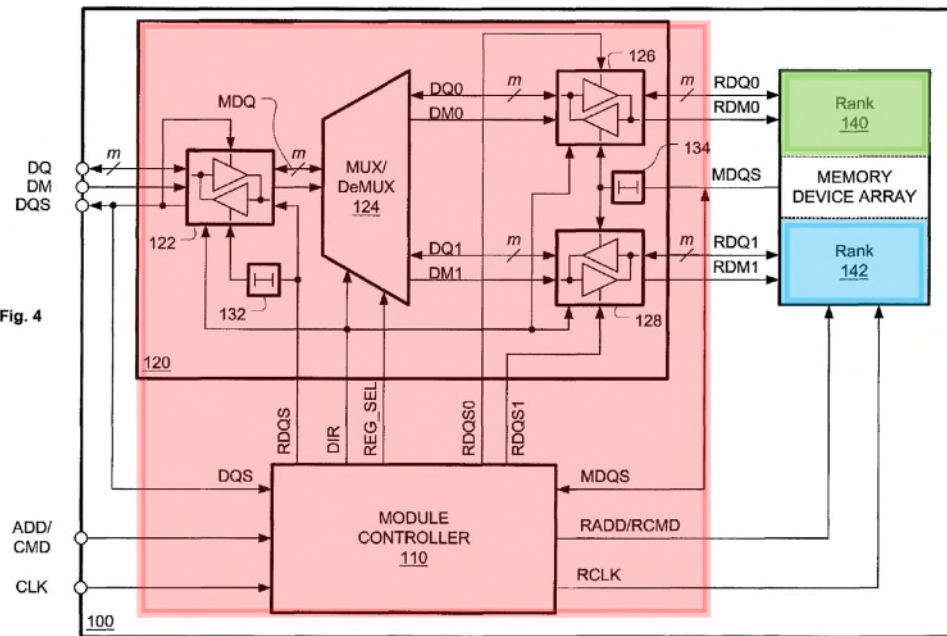 126
m
DQ0
m
RDQ0
DM0
RDM0
Rank
140
MDQ
134
MUX/
DeMUX
124
m
DQ
DM
DQS
MDQS
MEMORY
DEVICE ARRAY
122
DQ1
m
m
RDQ1
DM1
RDM1
Rank
142
132
128
Fig. 4
120
RDQS
DIR
REG_SEL
RDQS0
RDQS1
DQS
MDQS
ADD/
CMD
MODULE
CONTROLLER
110
RADD/RCMD
CLK
RCLK
100